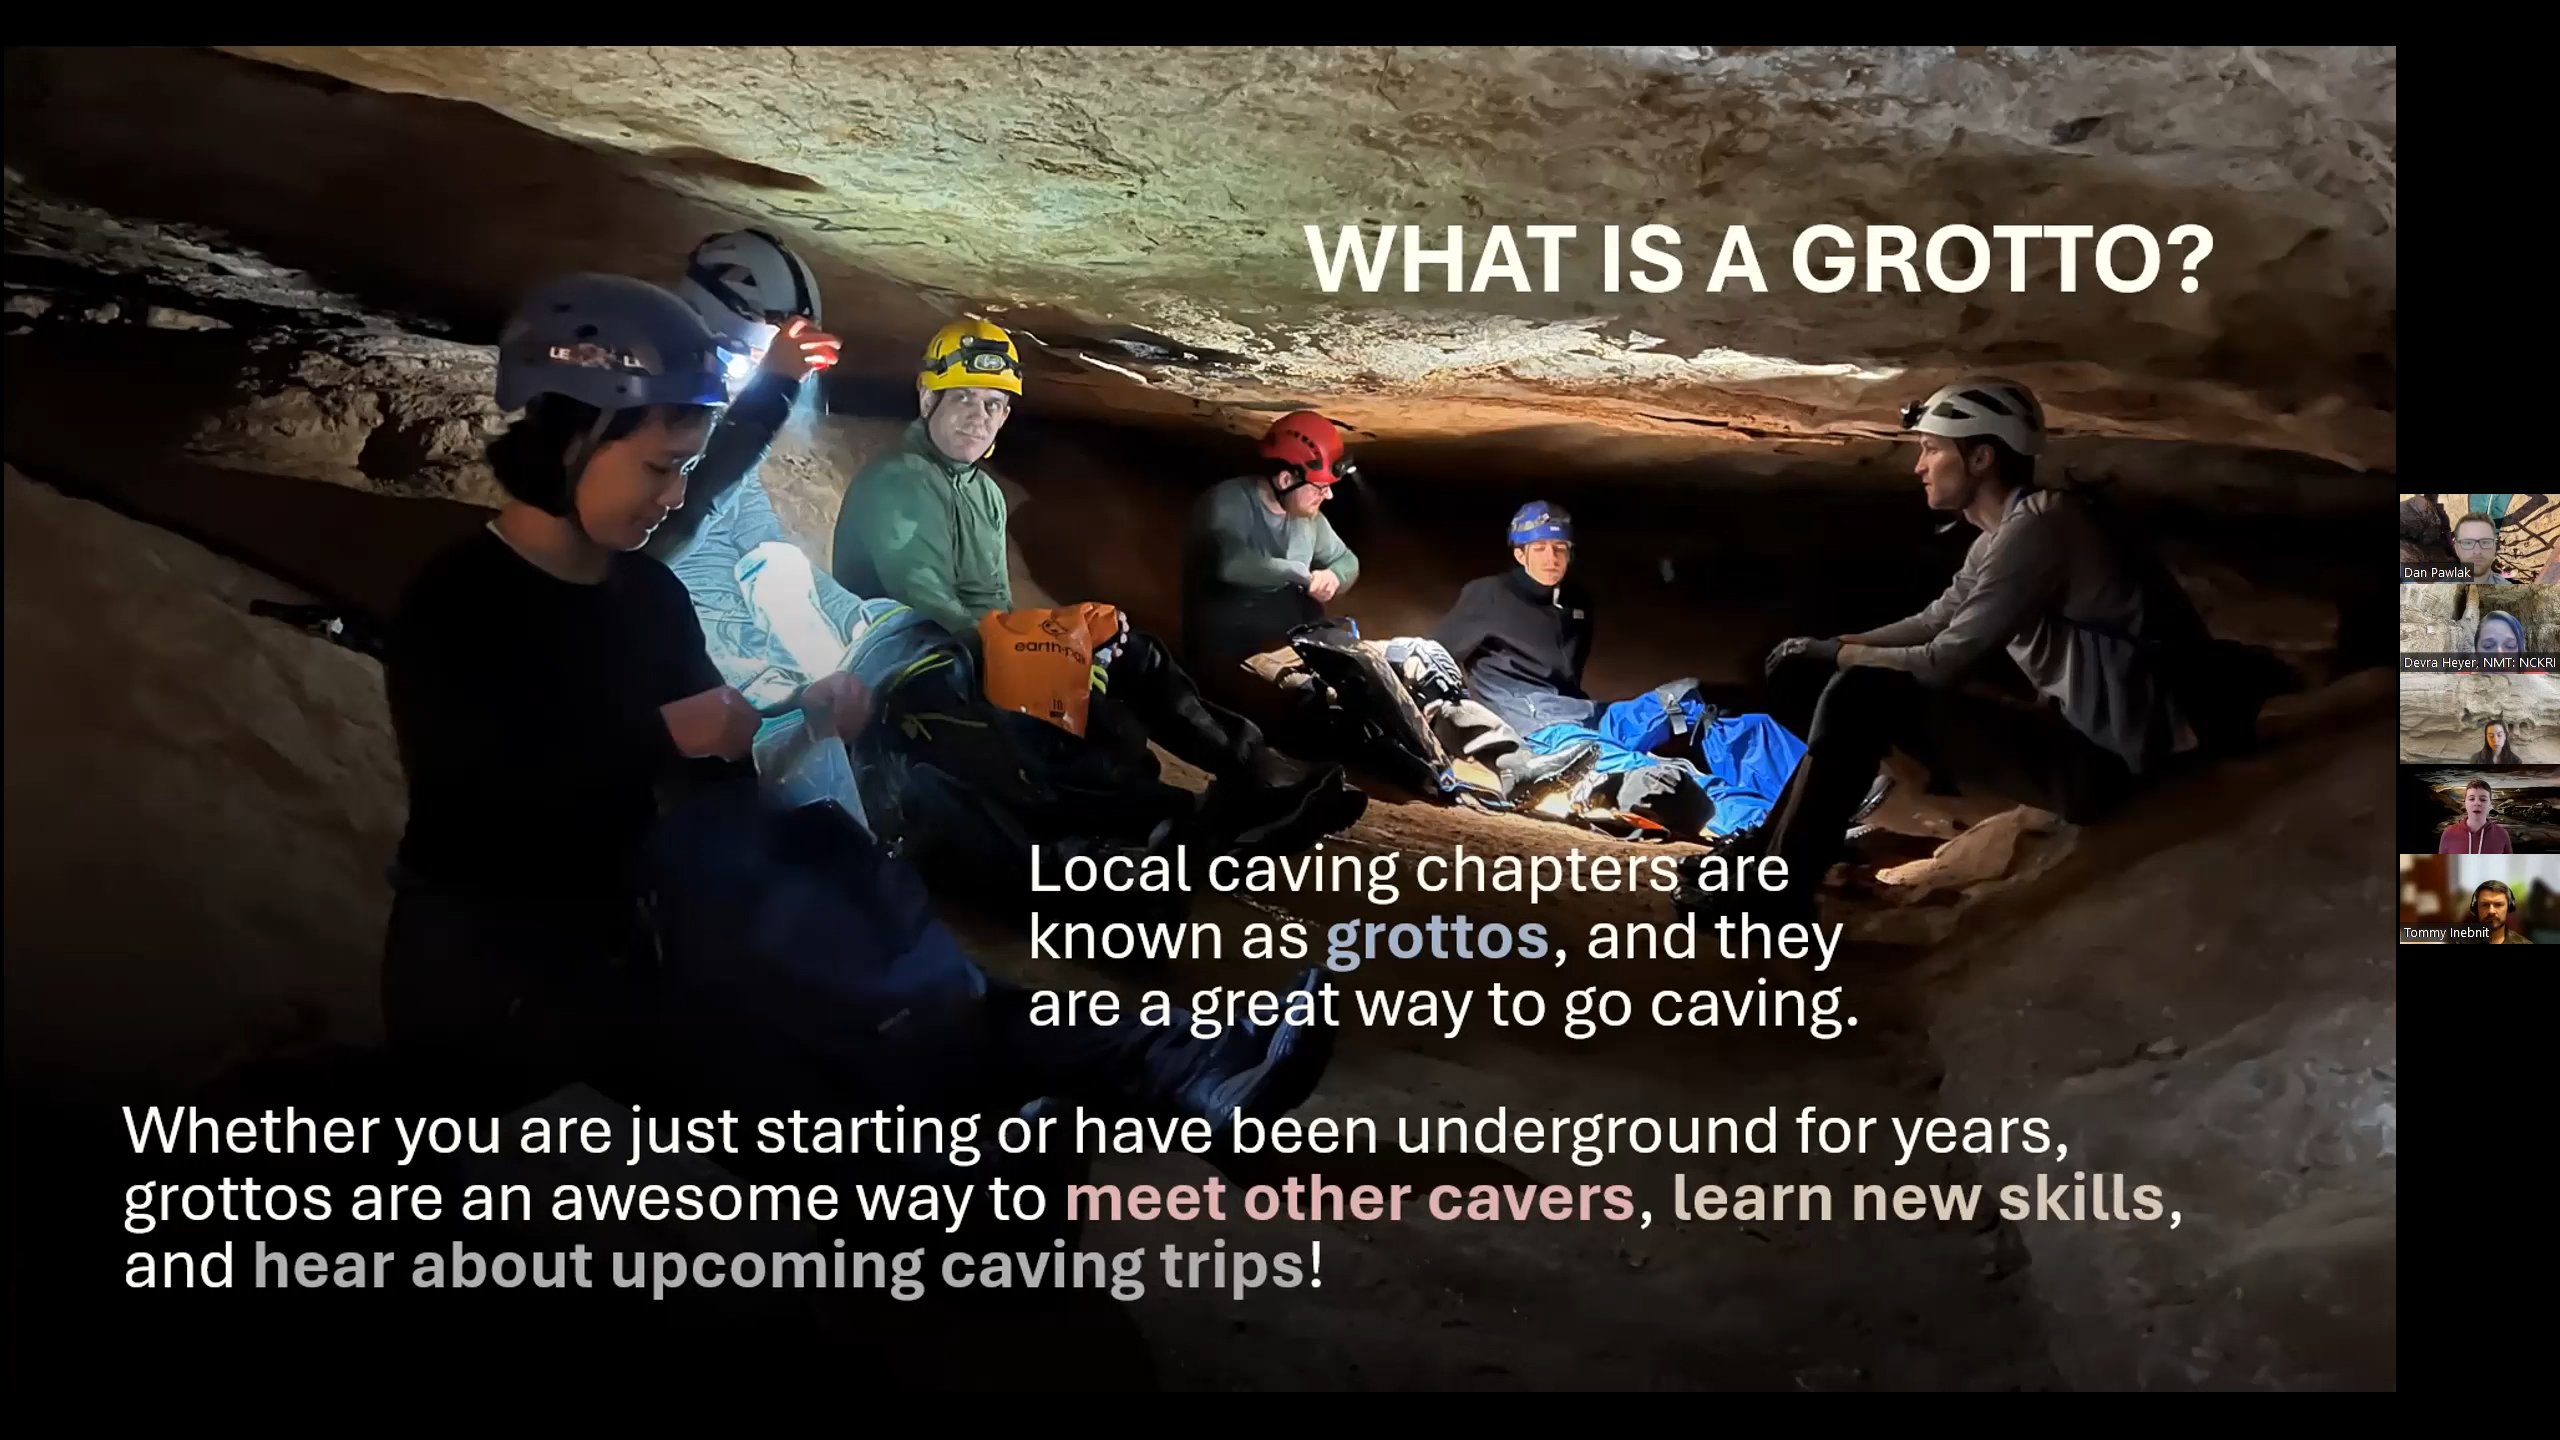 WHAT IS A GROTTO?
earth-pak
10
Local caving chapters are
known as grottos, and they
are a great way to go caving.
Whether you are just starting or have been underground for years,
grottos are an awesome way to meet other cavers, learn new skills,
and hear about upcoming caving trips!
Dan Pawlak
Devra Heyer, NMT: NCKRI
Tommy Inebnit